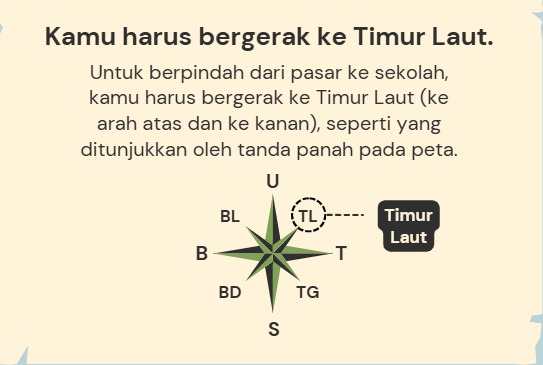 Kamu harus bergerak ke Timur Laut.
Untuk berpindah dari pasar ke sekolah,
kamu harus bergerak ke Timur Laut (ke
arah atas dan ke kanan), seperti yang
ditunjukkan oleh tanda panah pada peta.
U
BL
TL
Timur
Laut
B
T
BD
TG
S